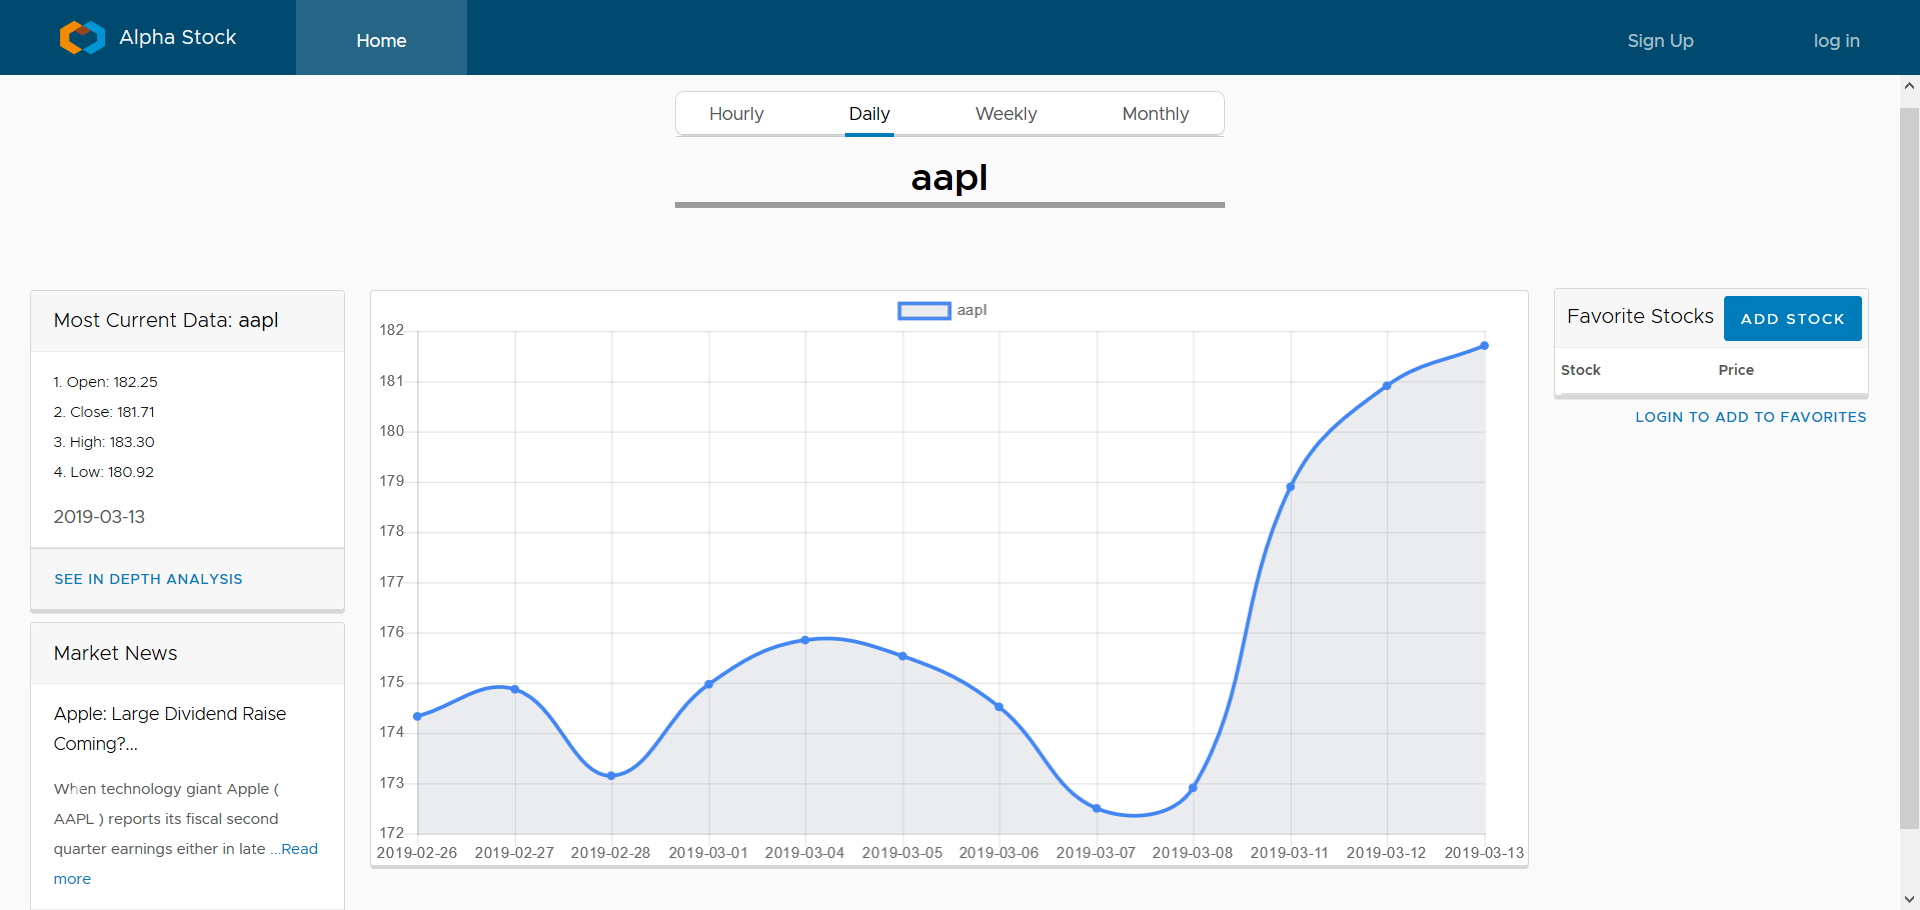 Alpha Stock
Home
Sign Up
log in
Hourly
Daily
Weekly
Monthly
aapl
Most Current Data: aapl
1. Open: 182.25
2. Close: 181.71
3. High: 183.30
4. Low: 180.92
2019-03-13
SEE IN DEPTH ANALYSIS
Market News
Apple: Large Dividend Raise
Coming?...
When technology giant Apple (
AAPL ) reports its fiscal second
quarter earnings either in late ...Read
more
aapl
182
181
180
179
178
177
176
175
174
173
172
2019-02-26
2019-02-27
2019-02-28
2019-03-01
2019-03-04
2019-03-05
2019-03-06
2019-03-07
2019-03-08
2019-03-11
2019-03-12
2019-03-13
Favorite Stocks
ADD STOCK
Stock
Price
LOGIN TO ADD TO FAVORITES